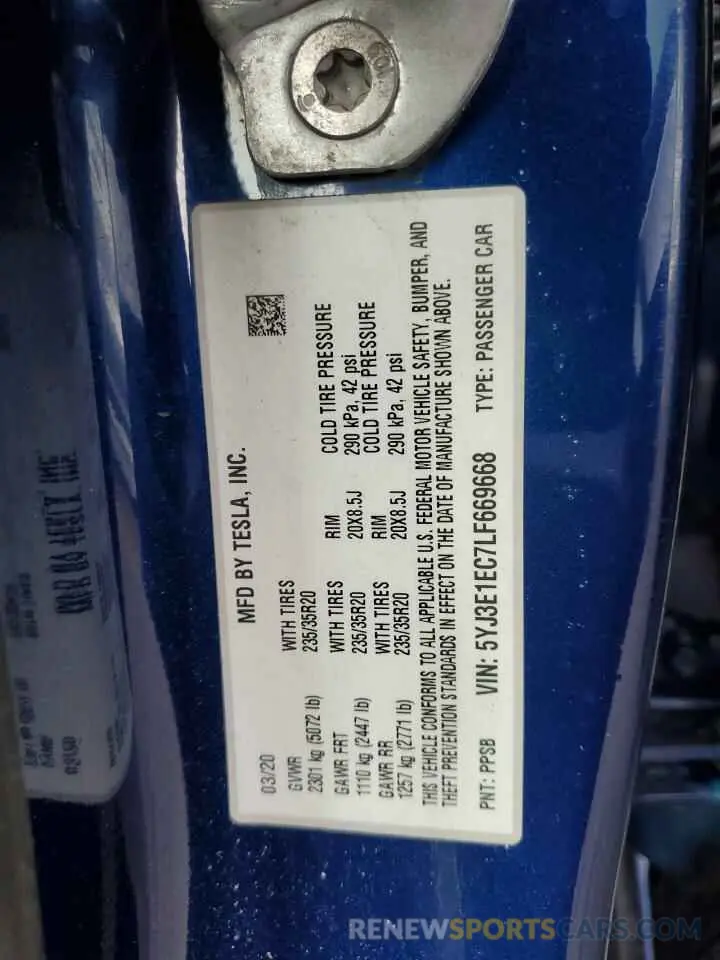 MFD BY TESLA, INC.
03/20
GVWR WITH TIRES
2301 kg (5072 lb) 235/35R20
GAWR FRT WITH TIRES RIM COLD TIRE PRESSURE
1110 kg (2447 lb) 235/35R20 20X8.5J 290 kPa, 42 psi
GAWR RR WITH TIRES RIM COLD TIRE PRESSURE
1257 kg (2771 lb) 235/35R20 20X8.5J 290 kPa, 42 psi
THIS VEHICLE CONFORMS TO ALL APPLICABLE U.S. FEDERAL MOTOR VEHICLE SAFETY, BUMPER, AND
THEFT PREVENTION STANDARDS IN EFFECT ON THE DATE OF MANUFACTURE SHOWN ABOVE.
PNT: PPSB VIN: 5YJ3E1EC7LF669668 TYPE: PASSENGER CAR
RENEWSPORTSCARS.COM